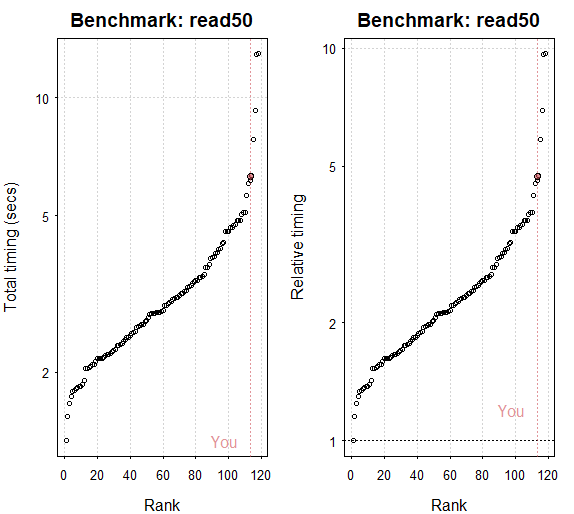 Benchmark: read50
Total timing (secs)
10
5
2
You
0 20 40 60 80 100 120
Rank
Benchmark: read50
Relative timing
10
5
2
1
You
0 20 40 60 80 100 120
Rank